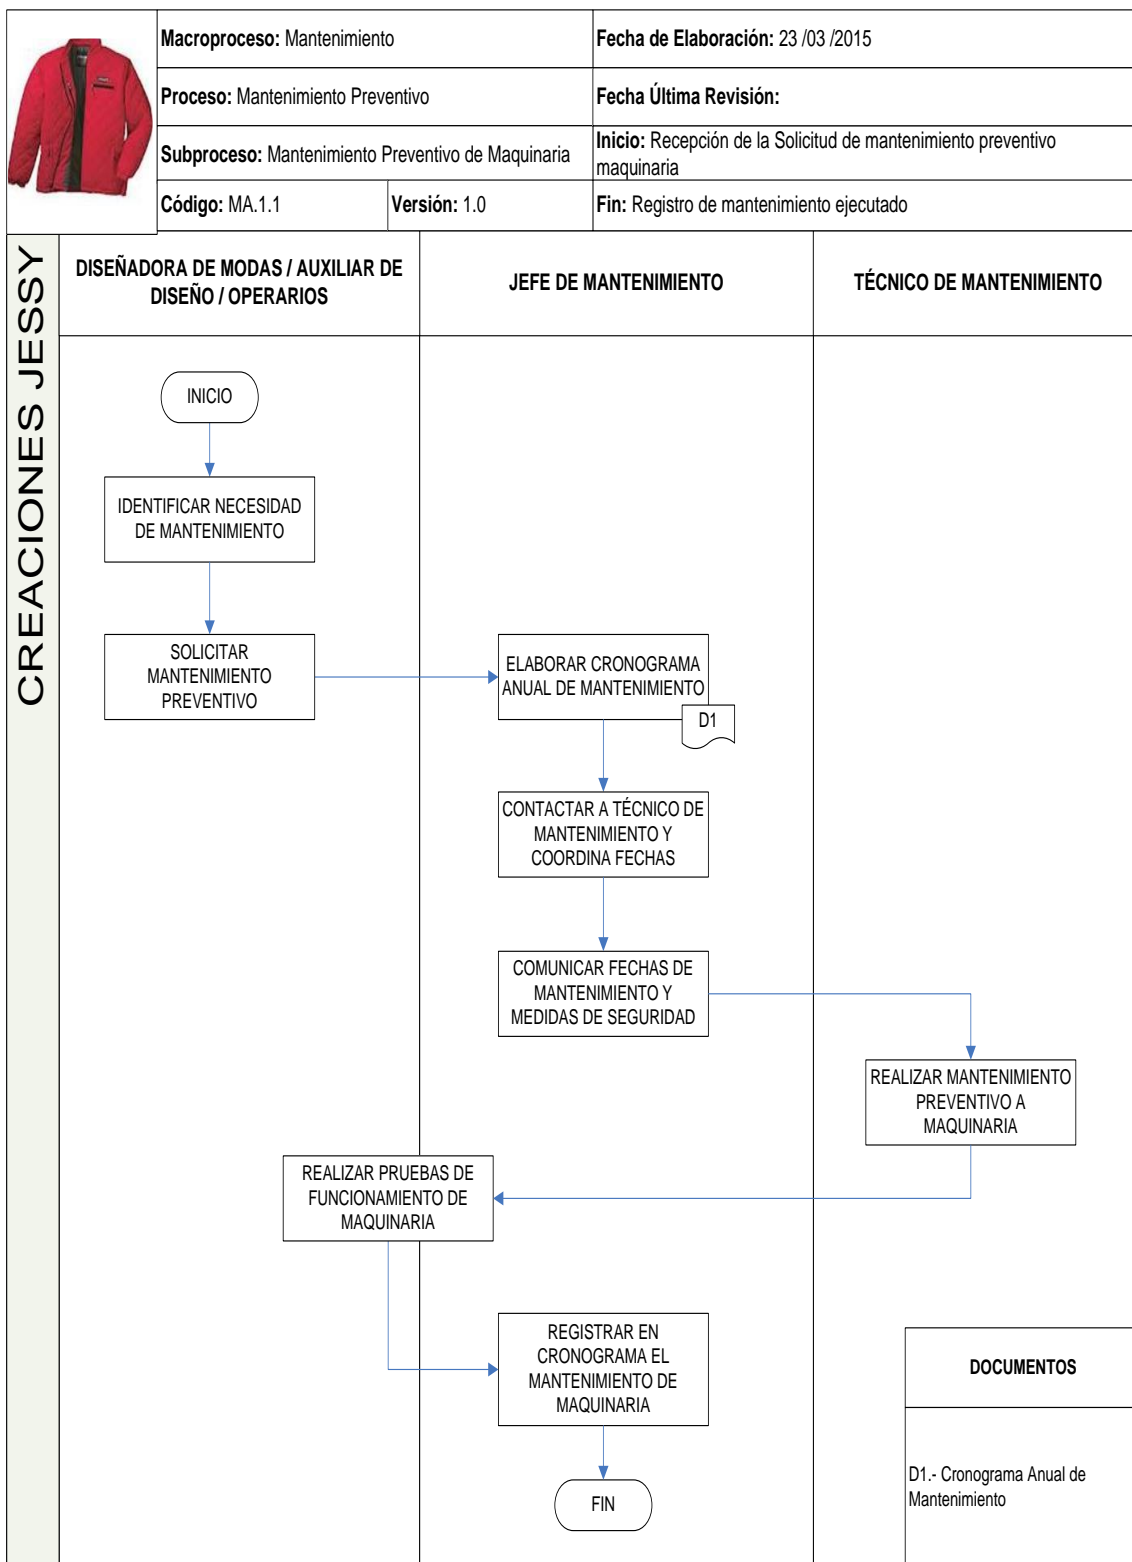 Macroproceso: Mantenimiento
Fecha de Elaboración: 23 /03 /2015
Proceso: Mantenimiento Preventivo
Fecha Última Revisión:
Subproceso: Mantenimiento Preventivo de Maquinaria
Inicio: Recepción de la Solicitud de mantenimiento preventivo
maquinaria
Código: MA.1.1
Versión: 1.0
Fin: Registro de mantenimiento ejecutado
CREACIONES JESSY
DISEÑADORA DE MODAS / AUXILIAR DE
DISEÑO / OPERARIOS
JEFE DE MANTENIMIENTO
TÉCNICO DE MANTENIMIENTO
INICIO
IDENTIFICAR NECESIDAD
DE MANTENIMIENTO
SOLICITAR
MANTENIMIENTO
PREVENTIVO
ELABORAR CRONOGRAMA
ANUAL DE MANTENIMIENTO
D1
CONTACTAR A TÉCNICO DE
MANTENIMIENTO Y
COORDINA FECHAS
COMUNICAR FECHAS DE
MANTENIMIENTO Y
MEDIDAS DE SEGURIDAD
REALIZAR MANTENIMIENTO
PREVENTIVO A
MAQUINARIA
REALIZAR PRUEBAS DE
FUNCIONAMIENTO DE
MAQUINARIA
REGISTRAR EN
CRONOGRAMA EL
MANTENIMIENTO DE
MAQUINARIA
FIN
DOCUMENTOS
D1.- Cronograma Anual de
Mantenimiento